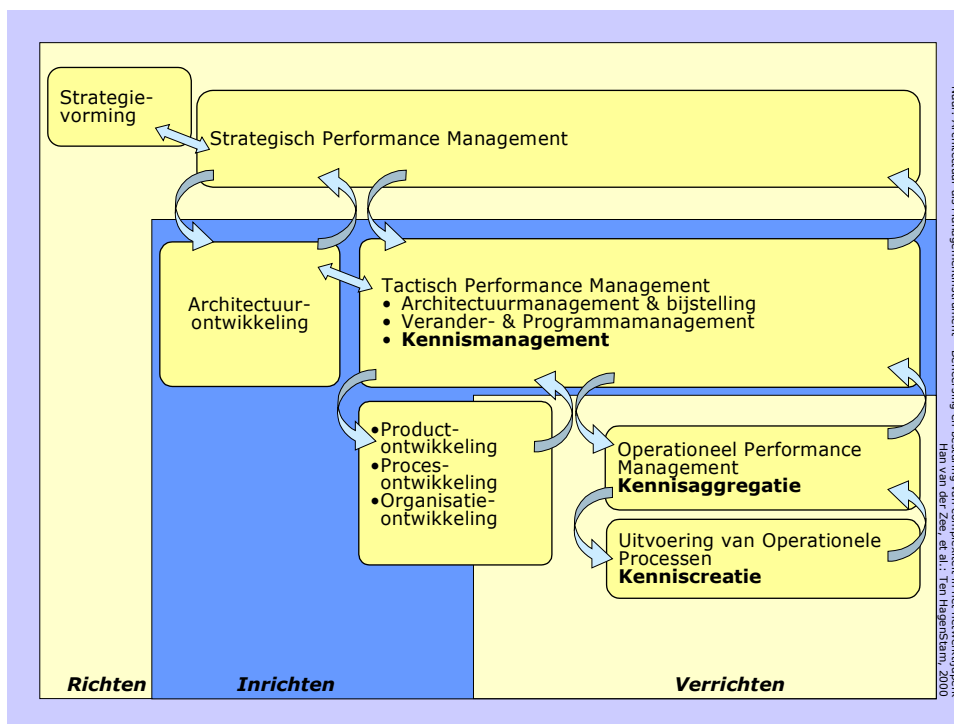 Strategie-
vorming
Strategisch Performance Management
Architectuur-
ontwikkeling
Tactisch Performance Management
• Architectuurmanagement & bijstelling
• Verander- & Programmamanagement
• Kennismanagement
•Product-
ontwikkeling
•Proces-
ontwikkeling
•Organisatie-
ontwikkeling
Operationeel Performance
Management
Kennisaggregatie
Uitvoering van Operationele
Processen
Kenniscreatie
Richten
Inrichten
Verrichten
Han van der Zee, et al.: Ten HagenStam, 2000